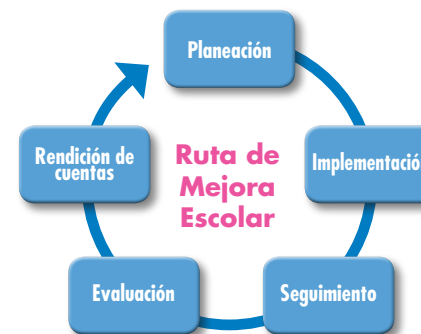 Planeación
Rendición de
cuentas
Ruta de
Mejora
Escolar
Implementació
Evaluación
Seguimiento